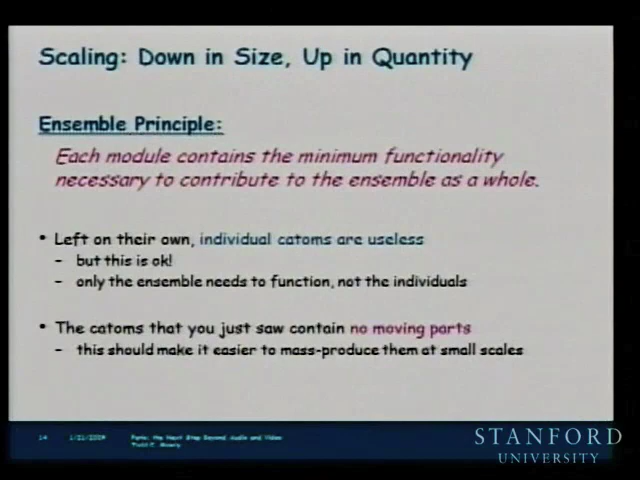 Scaling: Down in Size, Up in Quantity
Ensemble Principle:
Each module contains the minimum functionality
necessary to contribute to the ensemble as a whole.
• Left on their own, individual catoms are useless
– but this is ok!
– only the ensemble needs to function, not the individuals
• The catoms that you just saw contain no moving parts
– this should make it easier to mass-produce them at small scales
14 1/21/2009 Pario: the Next Step Beyond Audio and Video
Todd C. Mowry
STANFORD
UNIVERSITY